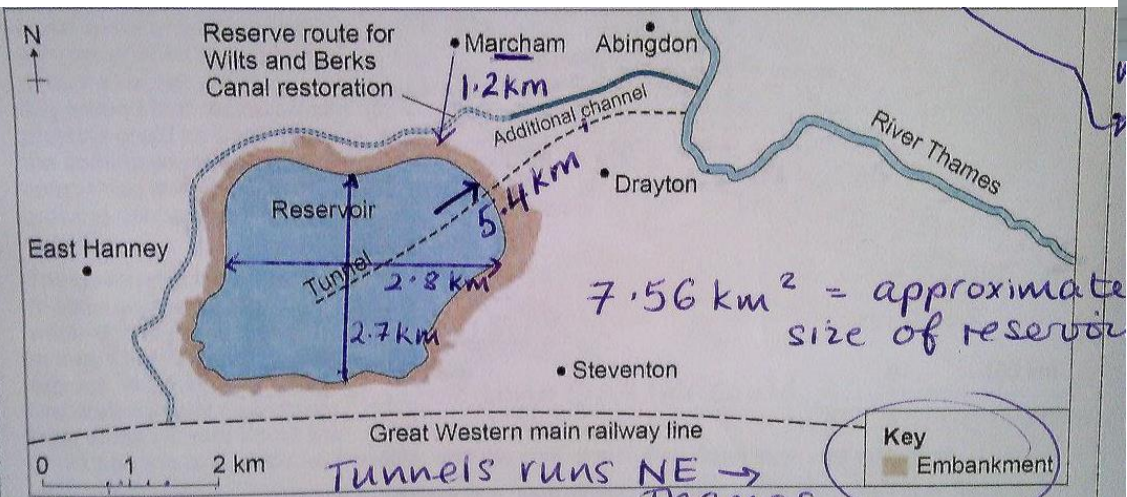 N
Reserve route for
Wilts and Berks
Canal restoration
Marcham
Abingdon
1.2km
Additional channel
River Thames
Drayton
5.4km
Reservoir
East Hanney
Tunnel
2.8 km
2.7km
7.56 km² = approximate
size of reservoir
Steventon
Great Western main railway line
Key
Embankment
0 1 2 km
Tunnels runs NE →
Thames